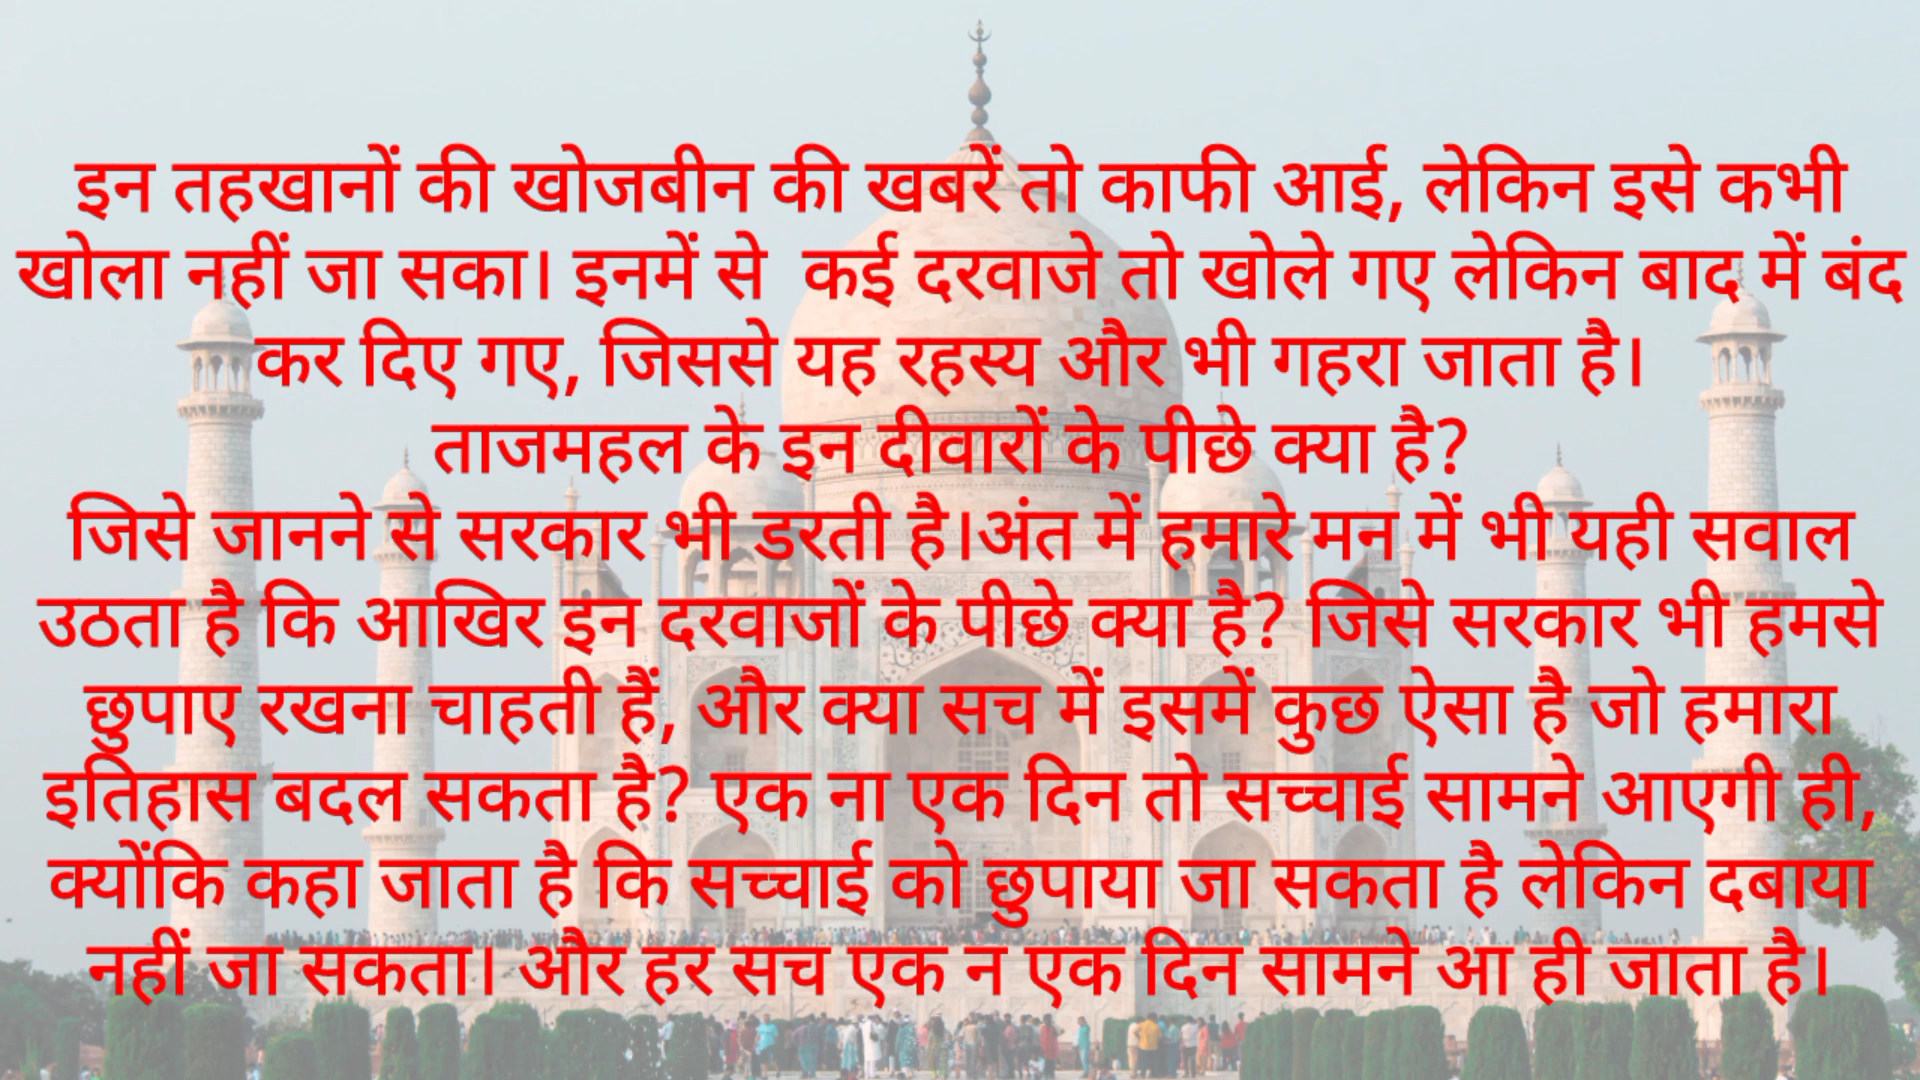 इन तहखानों की खोजबीन की खबरें तो काफी आई, लेकिन इसे कभी
खोला नहीं जा सका। इनमें से  कई दरवाजे तो खोले गए लेकिन बाद में बंद
कर दिए गए, जिससे यह रहस्य और भी गहरा जाता है।
ताजमहल के इन दीवारों के पीछे क्या है?
जिसे जानने से सरकार भी डरती है।अंत में हमारे मन में भी यही सवाल
उठता है कि आखिर इन दरवाजों के पीछे क्या है? जिसे सरकार भी हमसे
छुपाए रखना चाहती हैं, और क्या सच में इसमें कुछ ऐसा है जो हमारा
इतिहास बदल सकता है? एक ना एक दिन तो सच्चाई सामने आएगी ही,
क्योंकि कहा जाता है कि सच्चाई को छुपाया जा सकता है लेकिन दबाया
नहीं जा सकता। और हर सच एक न एक दिन सामने आ ही जाता है।